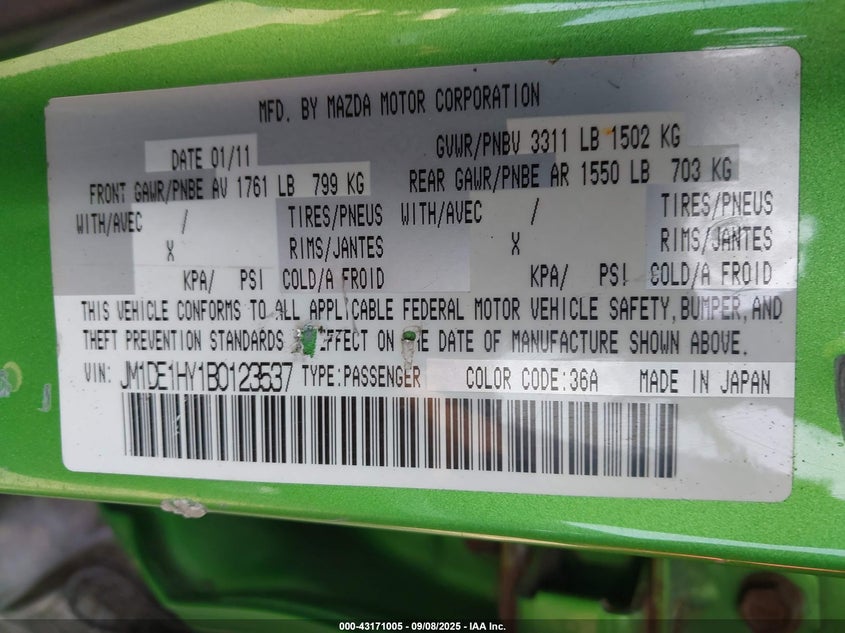 MFD. BY MAZDA MOTOR CORPORATION
DATE 01/11 GVWR/PNBV 3311 LB 1502 KG
FRONT GAWR/PNBE AV 1761 LB 799 KG REAR GAWR/PNBE AR 1550 LB 703 KG
WITH/AVEC / TIRES/PNEUS WITH/AVEC / TIRES/PNEUS
X RIMS/JANTES X RIMS/JANTES
KPA/ PSI COLD/A FROID KPA/ PSI COLD/A FROID
THIS VEHICLE CONFORMS TO ALL APPLICABLE FEDERAL MOTOR VEHICLE SAFETY, BUMPER, AND
THEFT PREVENTION STANDARDS EFFECT ON DATE OF MANUFACTURE SHOWN ABOVE.
VIN: JM1DE1HY1B0123537 TYPE:PASSENGER COLOR CODE:36A MADE IN JAPAN
000-43171005 - 09/08/2025 - IAA Inc.